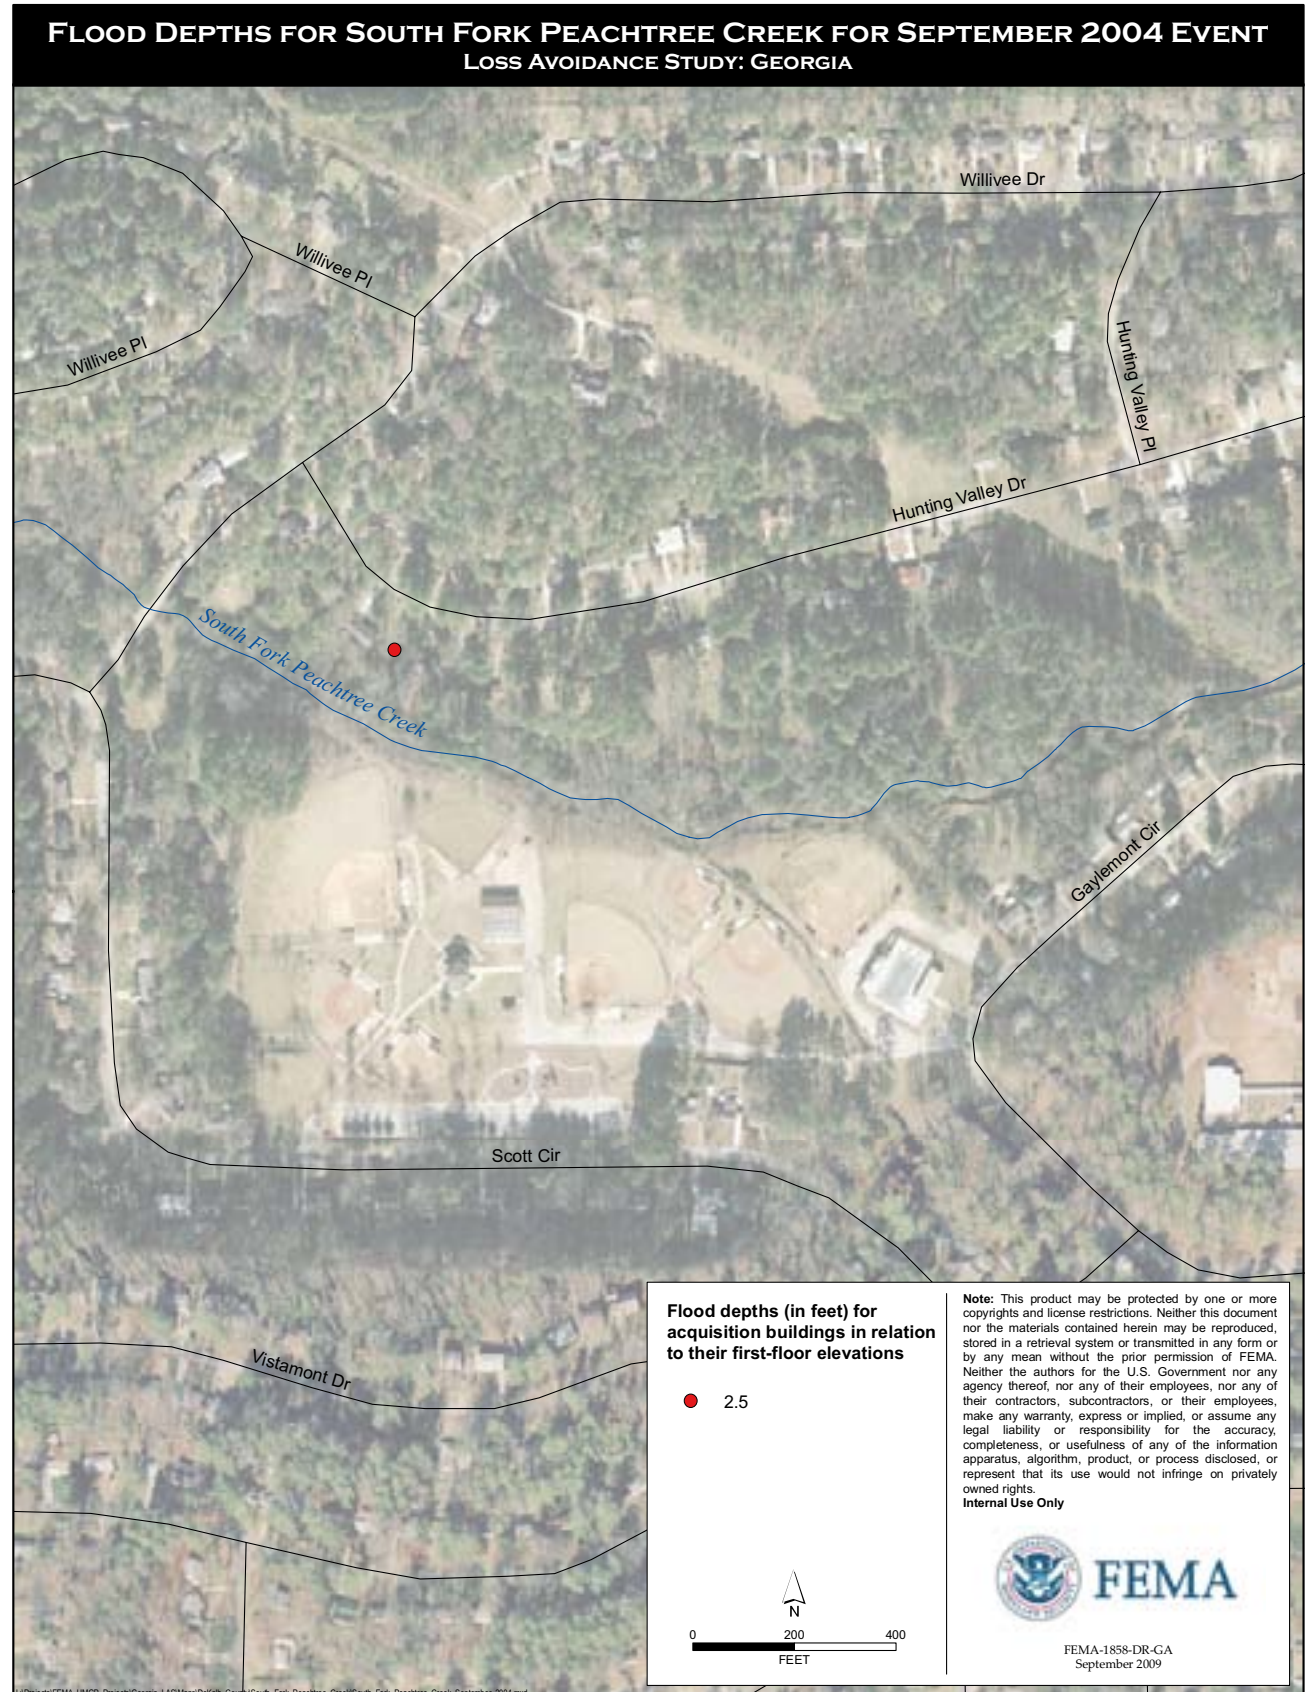 FLOOD DEPTHS FOR SOUTH FORK PEACHTREE CREEK FOR SEPTEMBER 2004 EVENT
LOSS AVOIDANCE STUDY: GEORGIA
Willivee Dr
Willivee Pl
Willivee Pl
Hunting Valley Pl
Hunting Valley Dr
South Fork Peachtree Creek
Gaylemont Cir
Scott Cir
Vistamont Dr
Flood depths (in feet) for
acquisition buildings in relation
to their first-floor elevations
2.5
N
0 200 400
FEET
Note: This product may be protected by one or more
copyrights and license restrictions. Neither this document
nor the materials contained herein may be reproduced,
stored in a retrieval system or transmitted in any form or
by any mean without the prior permission of FEMA.
Neither the authors for the U.S. Government nor any
agency thereof, nor any of their employees, nor any of
their contractors, subcontractors, or their employees,
make any warranty, express or implied, or assume any
legal liability or responsibility for the accuracy,
completeness, or usefulness of any of the information
apparatus, algorithm, product, or process disclosed, or
represent that its use would not infringe on privately
owned rights.
Internal Use Only
FEMA
FEMA-1858-DR-GA
September 2009